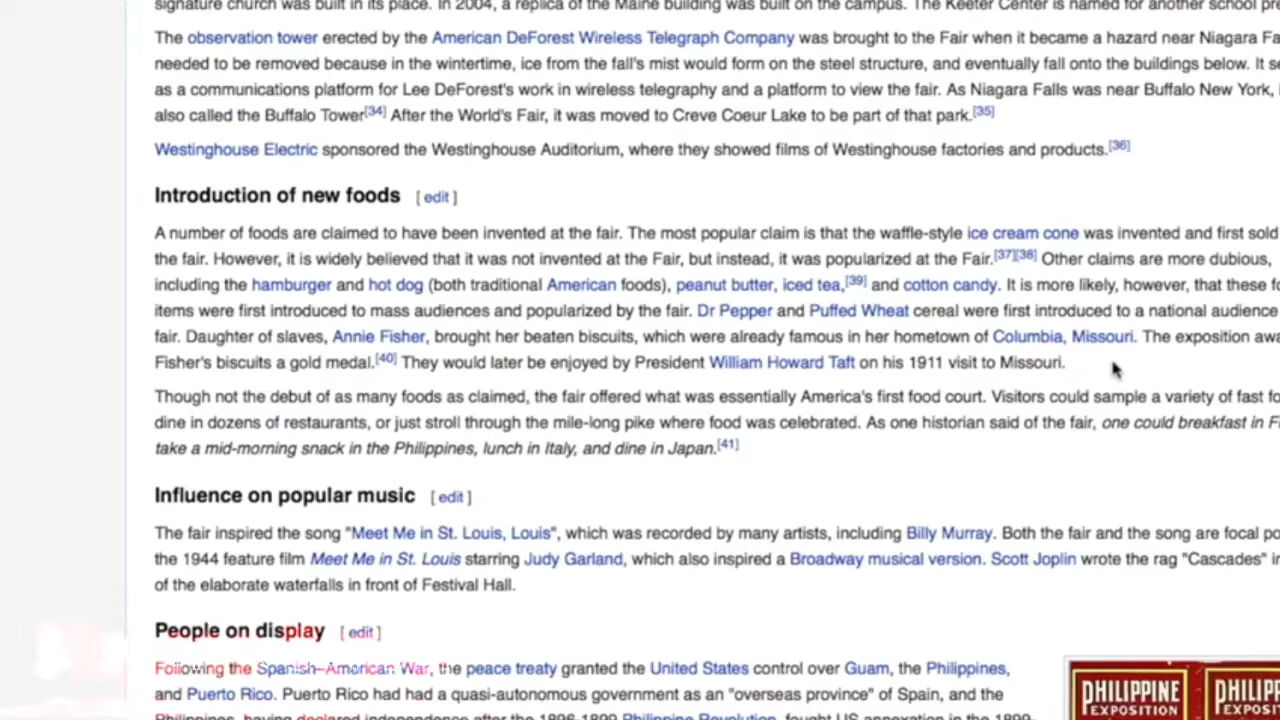 signature church was built in its place. In 2004, a replica of the Maine building was built on the campus. The Keeter Center is named for another school
The observation tower erected by the American DeForest Wireless Telegraph Company was brought to the Fair when it became a hazard near Niagara
needed to be removed because in the wintertime, ice from the fall's mist would form on the steel structure, and eventually fall onto the buildings below. It
as a communications platform for Lee DeForest's work in wireless telegraphy and a platform to view the fair. As Niagara Falls was near Buffalo New York,
also called the Buffalo Tower[34] After the World's Fair, it was moved to Creve Coeur Lake to be part of that park.[35]
Westinghouse Electric sponsored the Westinghouse Auditorium, where they showed films of Westinghouse factories and products.[36]
Introduction of new foods [ edit ]
A number of foods are claimed to have been invented at the fair. The most popular claim is that the waffle-style ice cream cone was invented and first sold
the fair. However, it is widely believed that it was not invented at the Fair, but instead, it was popularized at the Fair.[37][38] Other claims are more dubious,
including the hamburger and hot dog (both traditional American foods), peanut butter, iced tea,[39] and cotton candy. It is more likely, however, that these
items were first introduced to mass audiences and popularized by the fair. Dr Pepper and Puffed Wheat cereal were first introduced to a national audience
fair. Daughter of slaves, Annie Fisher, brought her beaten biscuits, which were already famous in her hometown of Columbia, Missouri. The exposition
Fisher's biscuits a gold medal.[40] They would later be enjoyed by President William Howard Taft on his 1911 visit to Missouri.
Though not the debut of as many foods as claimed, the fair offered what was essentially America's first food court. Visitors could sample a variety of fast
dine in dozens of restaurants, or just stroll through the mile-long pike where food was celebrated. As one historian said of the fair, one could breakfast in
take a mid-morning snack in the Philippines, lunch in Italy, and dine in Japan.[41]
Influence on popular music [ edit ]
The fair inspired the song "Meet Me in St. Louis, Louis", which was recorded by many artists, including Billy Murray. Both the fair and the song are focal
the 1944 feature film Meet Me in St. Louis starring Judy Garland, which also inspired a Broadway musical version. Scott Joplin wrote the rag "Cascades"
of the elaborate waterfalls in front of Festival Hall.
People on display [ edit ]
Following the Spanish–American War, the peace treaty granted the United States control over Guam, the Philippines,
and Puerto Rico. Puerto Rico had had a quasi-autonomous government as an "overseas province" of Spain, and the
Philippines, having declared independence after the 1896-1899 Philippine Revolution, fought US annexation in the 1899-
PHILIPPINE
EXPOSITION